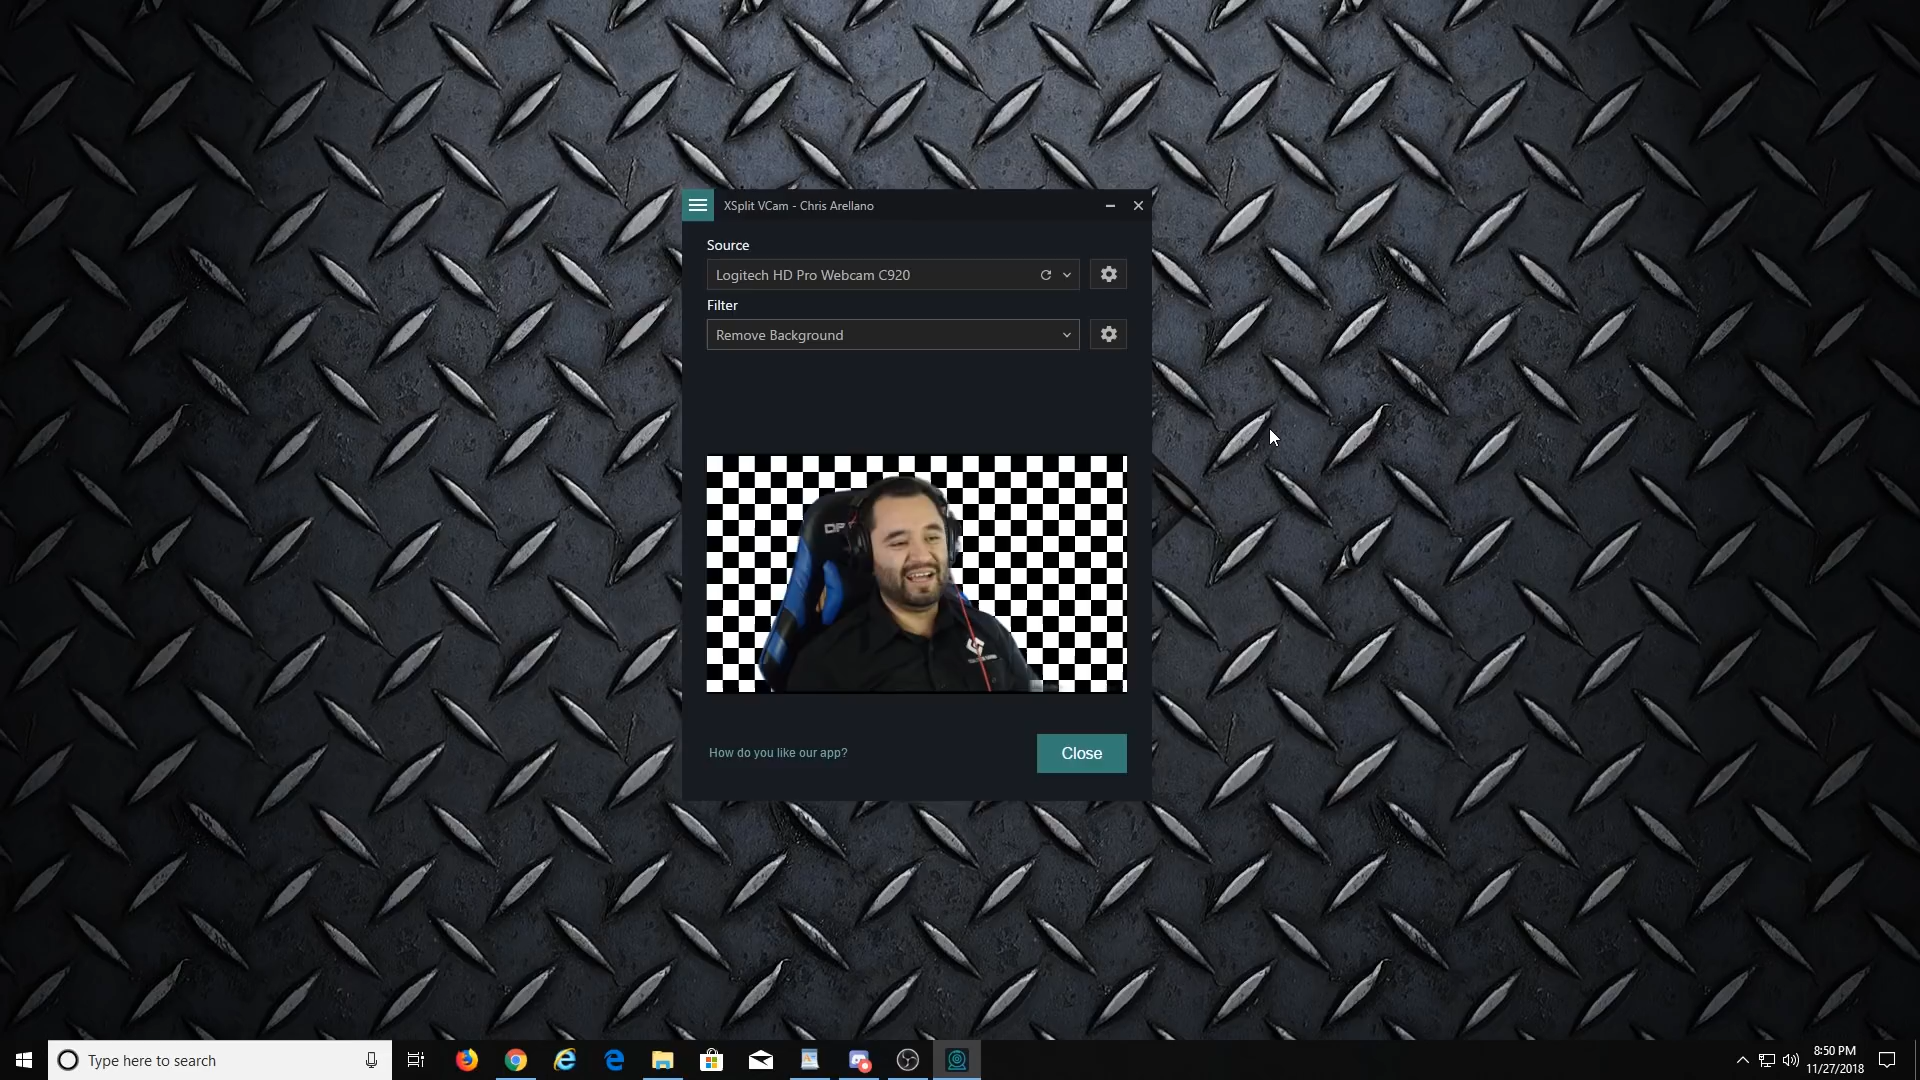 XSplit VCam - Chris Arellano
Source
Logitech HD Pro Webcam C920
Filter
Remove Background
How do you like our app?
Close
Type here to search
8:50 PM
11/27/2018